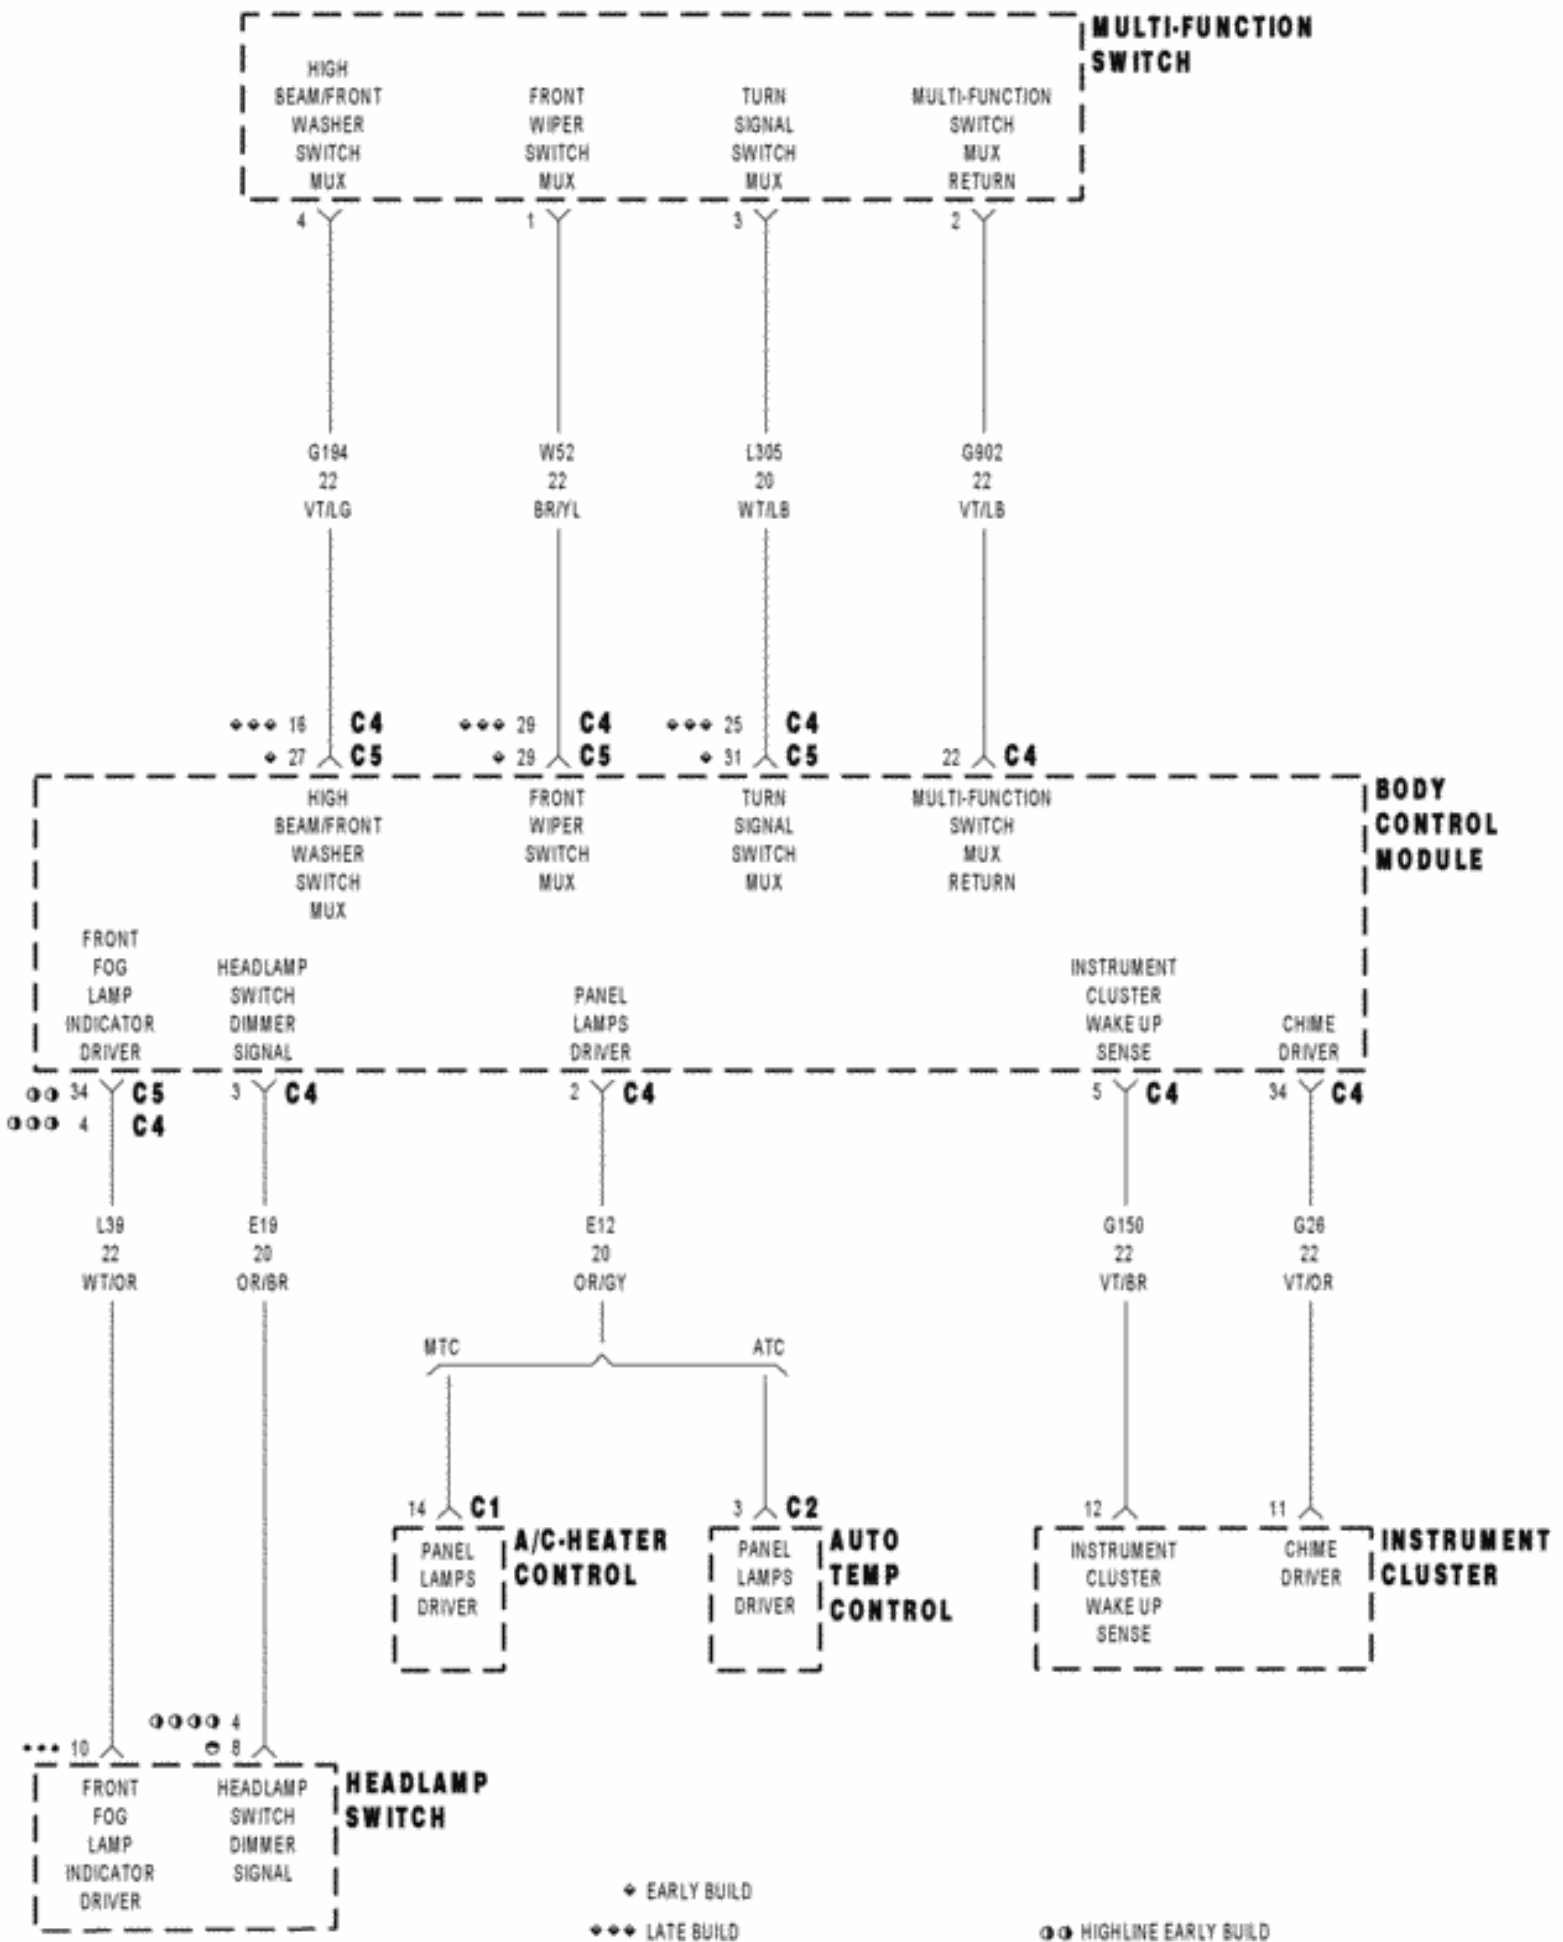 MULTI-FUNCTION
SWITCH
HIGH
BEAM/FRONT
WASHER
SWITCH
MUX
FRONT
WIPER
SWITCH
MUX
TURN
SIGNAL
SWITCH
MUX
MULTI-FUNCTION
SWITCH
MUX
RETURN
4
1
3
2
G194
22
VT/LG
W52
22
BR/YL
L305
20
WT/LB
G902
22
VT/LB
16 C4
27 C5
29 C4
29 C5
25 C4
31 C5
22 C4
BODY
CONTROL
MODULE
HIGH
BEAM/FRONT
WASHER
SWITCH
MUX
FRONT
WIPER
SWITCH
MUX
TURN
SIGNAL
SWITCH
MUX
MULTI-FUNCTION
SWITCH
MUX
RETURN
FRONT
FOG
LAMP
INDICATOR
DRIVER
HEADLAMP
SWITCH
DIMMER
SIGNAL
PANEL
LAMPS
DRIVER
INSTRUMENT
CLUSTER
WAKE UP
SENSE
CHIME
DRIVER
34 C5
4 C4
3 C4
2 C4
5 C4
34 C4
L39
22
WT/OR
E19
20
OR/BR
E12
20
OR/GY
G150
22
VT/BR
G26
22
VT/OR
MTC
ATC
14 C1
3 C2
12
11
A/C-HEATER
CONTROL
PANEL
LAMPS
DRIVER
AUTO
TEMP
CONTROL
PANEL
LAMPS
DRIVER
INSTRUMENT
CLUSTER
INSTRUMENT
CLUSTER
WAKE UP
SENSE
CHIME
DRIVER
4
10
8
HEADLAMP
SWITCH
FRONT
FOG
LAMP
INDICATOR
DRIVER
HEADLAMP
SWITCH
DIMMER
SIGNAL
EARLY BUILD
LATE BUILD
HIGHLINE EARLY BUILD